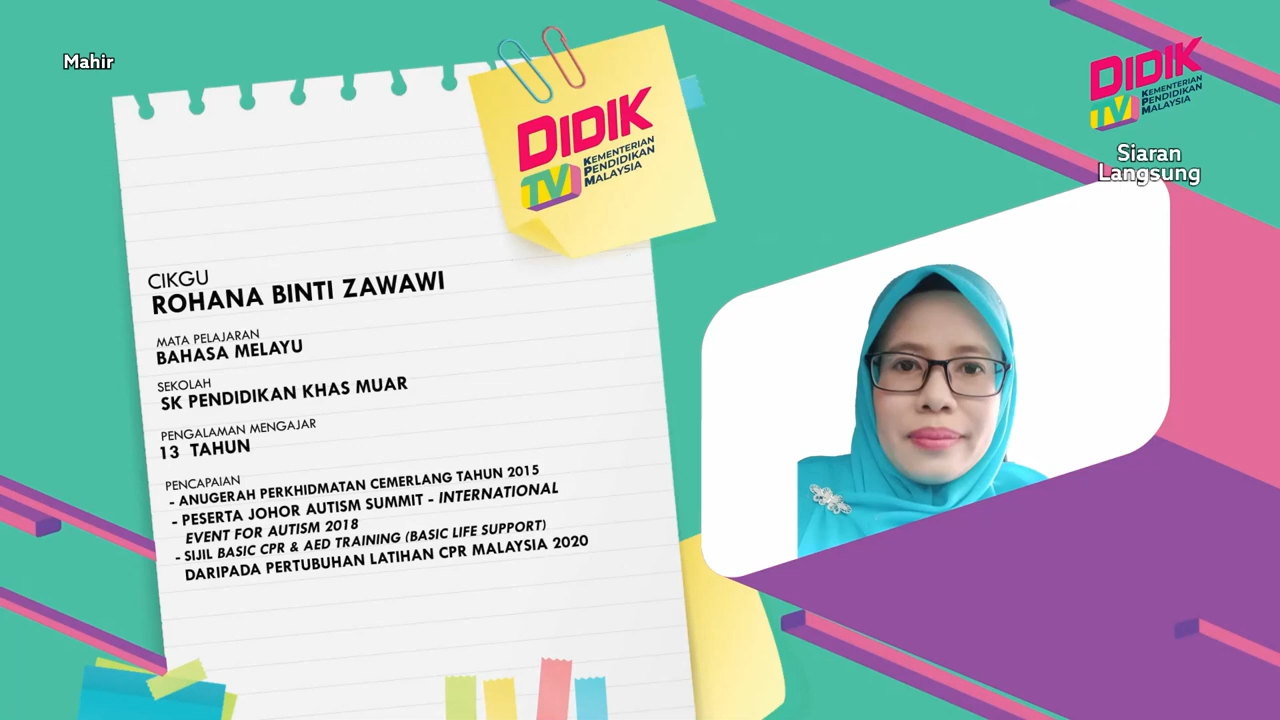 Mahir
DIDIK
TV
KEMENTERIAN
PENDIDIKAN
MALAYSIA
Siaran
Langsung
DIDIK
TV
KEMENTERIAN
PENDIDIKAN
MALAYSIA
CIKGU
ROHANA BINTI ZAWAWI
MATA PELAJARAN
BAHASA MELAYU
SEKOLAH
SK PENDIDIKAN KHAS MUAR
PENGALAMAN MENGAJAR
13 TAHUN
PENCAPAIAN
- ANUGERAH PERKHIDMATAN CEMERLANG TAHUN 2015
- PESERTA JOHOR AUTISM SUMMIT - INTERNATIONAL
EVENT FOR AUTISM 2018
- SIJIL BASIC CPR & AED TRAINING (BASIC LIFE SUPPORT)
DARIPADA PERTUBUHAN LATIHAN CPR MALAYSIA 2020